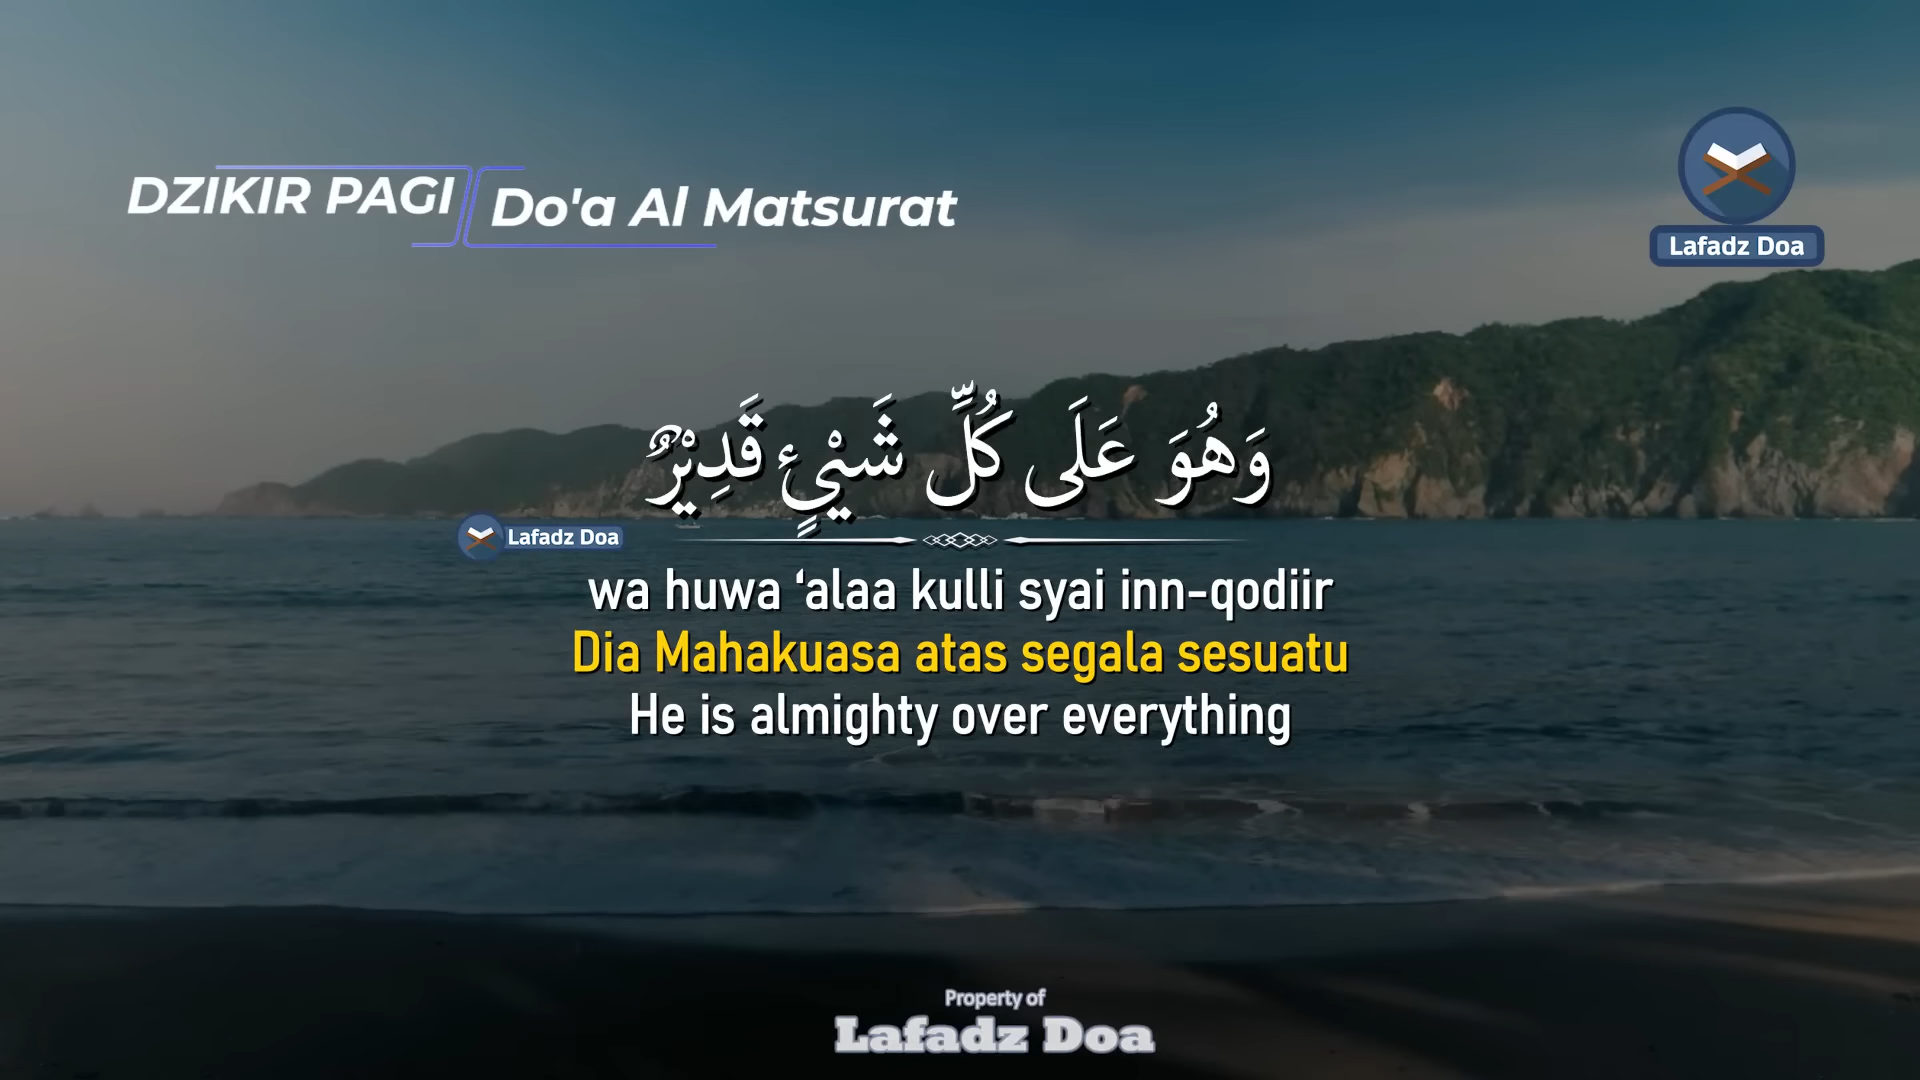 DZIKIR PAGI
Do'a Al Matsurat
Lafadz Doa
وَهُوَ عَلَى كُلِّ شَيْءٍ قَدِيْرٌ
Lafadz Doa
wa huwa ‘alaa kulli syai inn-qodiir
Dia Mahakuasa atas segala sesuatu
He is almighty over everything
Property of
Lafadz Doa